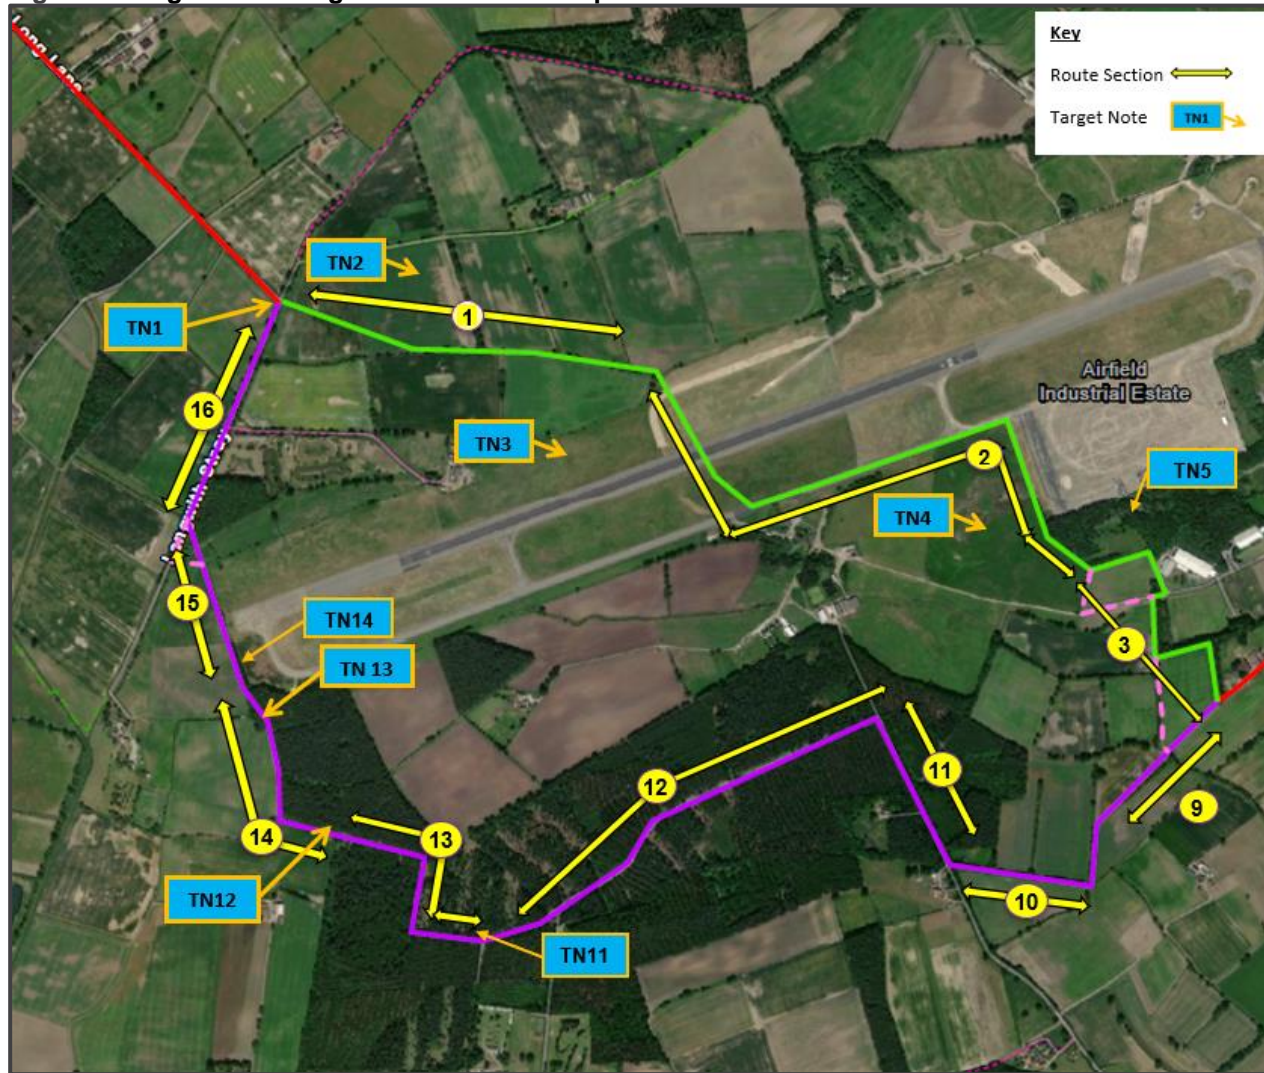 Key
Route Section
Target Note TN1
Long Lane
TN2
TN1
1
16
TN3
Airfield
Industrial Estate
2
TN5
TN4
15
TN14
TN 13
3
12
11
9
14
13
TN12
10
TN11